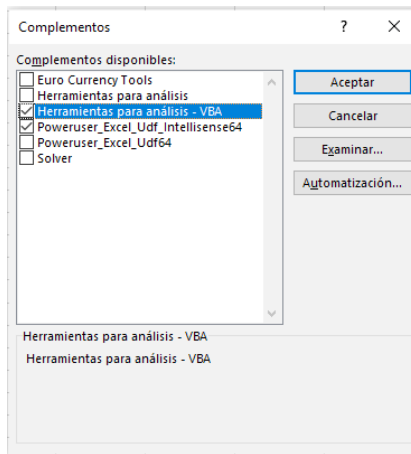 Complementos ?
Complementos disponibles:
Euro Currency Tools
Herramientas para análisis
Herramientas para análisis - VBA
Poweruser_Excel_Udf_Intellisense64
Poweruser_Excel_Udf64
Solver
Aceptar
Cancelar
Examinar...
Automatización...
Herramientas para análisis - VBA
Herramientas para análisis - VBA